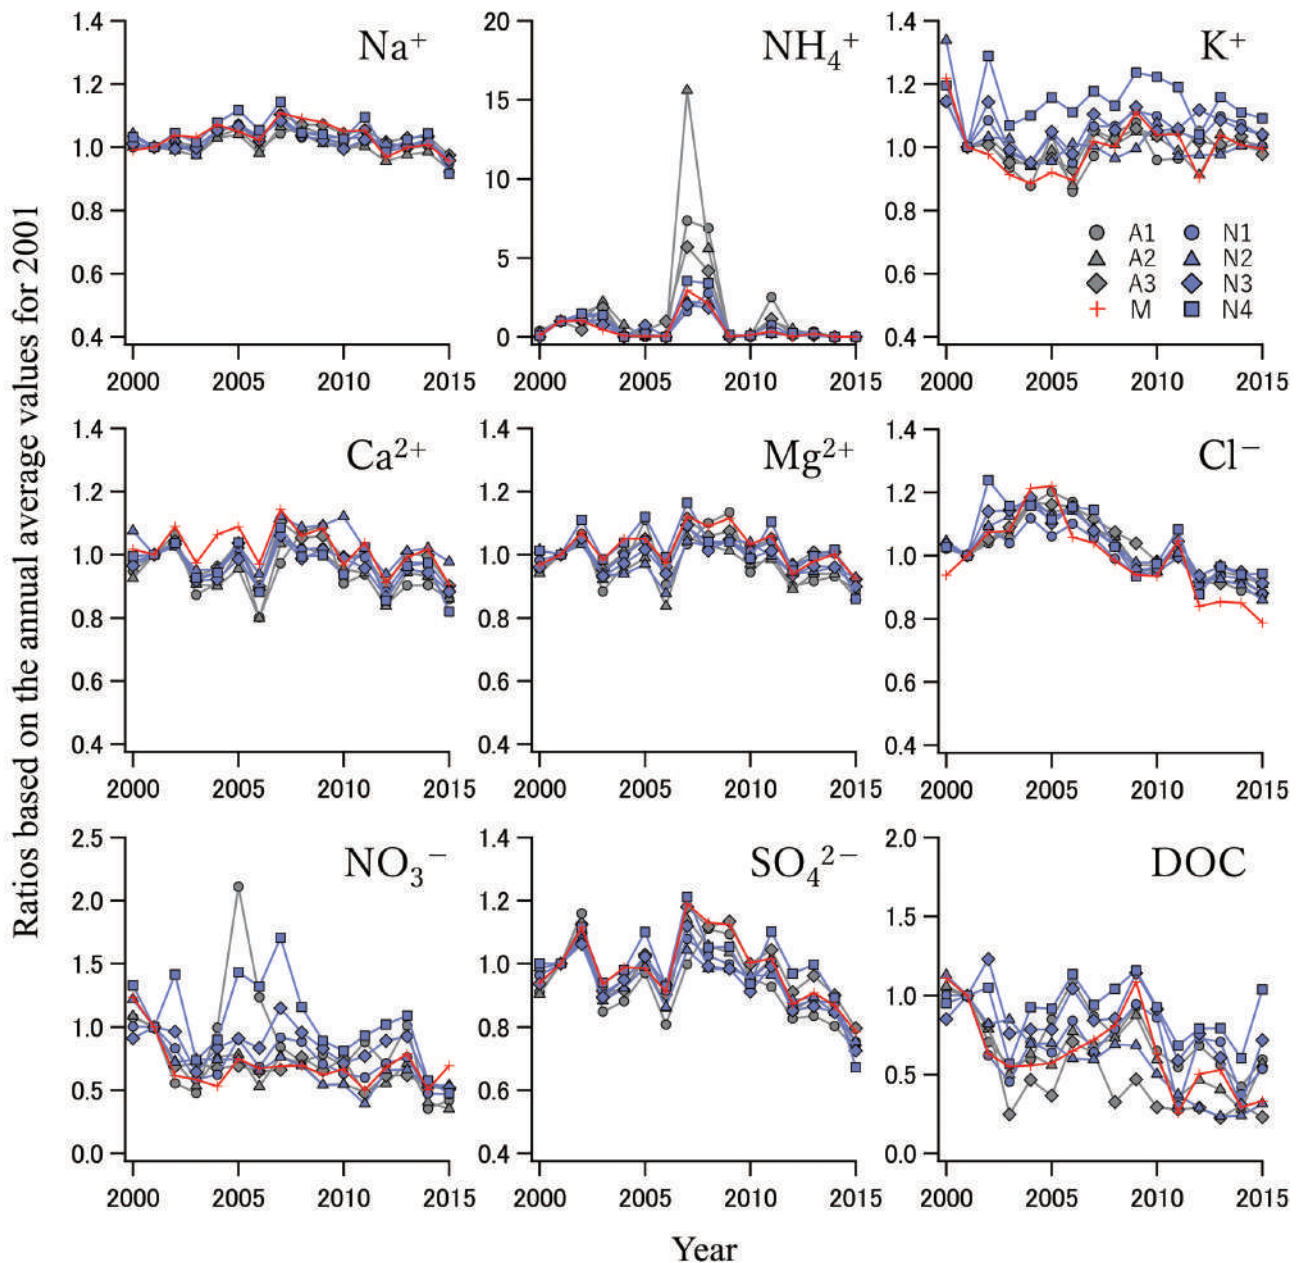 Ratios based on the annual average values for 2001
1.4 1.2 1.0 0.8 0.6 0.4
Na⁺
2000 2005 2010 2015
20 15 10 5 0
NH₄⁺
2000 2005 2010 2015
1.4 1.2 1.0 0.8 0.6 0.4
K⁺
A1 N1
A2 N2
A3 N3
M N4
2000 2005 2010 2015
1.4 1.2 1.0 0.8 0.6 0.4
Ca²⁺
2000 2005 2010 2015
1.4 1.2 1.0 0.8 0.6 0.4
Mg²⁺
2000 2005 2010 2015
1.4 1.2 1.0 0.8 0.6 0.4
Cl⁻
2000 2005 2010 2015
2.5 2.0 1.5 1.0 0.5 0.0
NO₃⁻
2000 2005 2010 2015
1.4 1.2 1.0 0.8 0.6 0.4
SO₄²⁻
2000 2005 2010 2015
2.0 1.5 1.0 0.5 0.0
DOC
2000 2005 2010 2015
Year